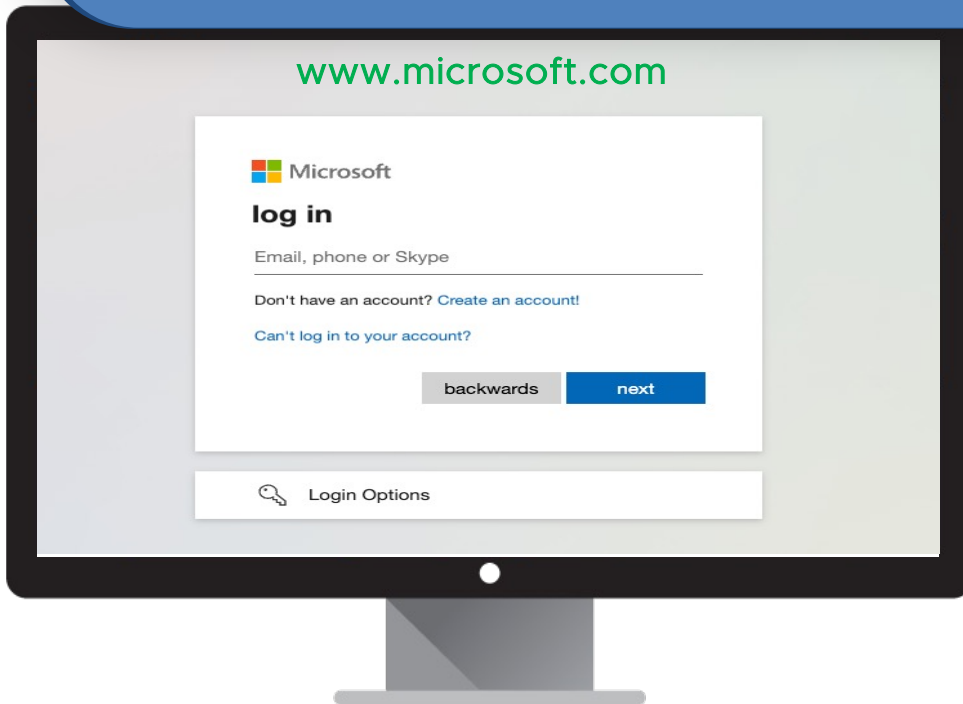 www.microsoft.com
Microsoft
log in
Email, phone or Skype
Don't have an account? Create an account!
Can't log in to your account?
backwards next
Login Options